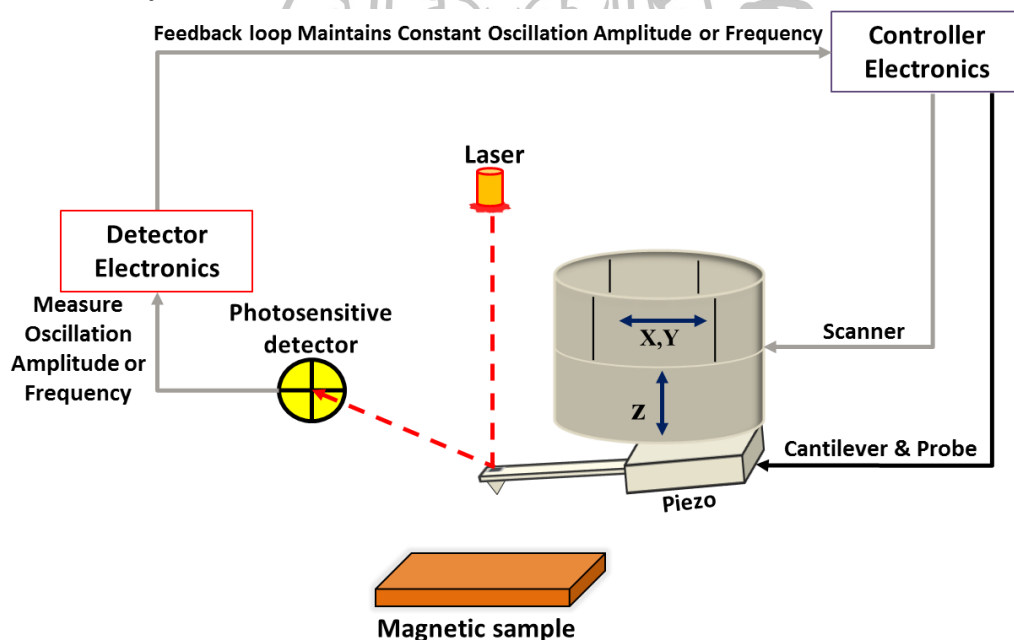 Feedback loop Maintains Constant Oscillation Amplitude or Frequency
Controller
Electronics
Laser
Detector
Electronics
Measure
Oscillation
Amplitude or
Frequency
Photosensitive
detector
X,Y
Z
Scanner
Cantilever & Probe
Piezo
Magnetic sample